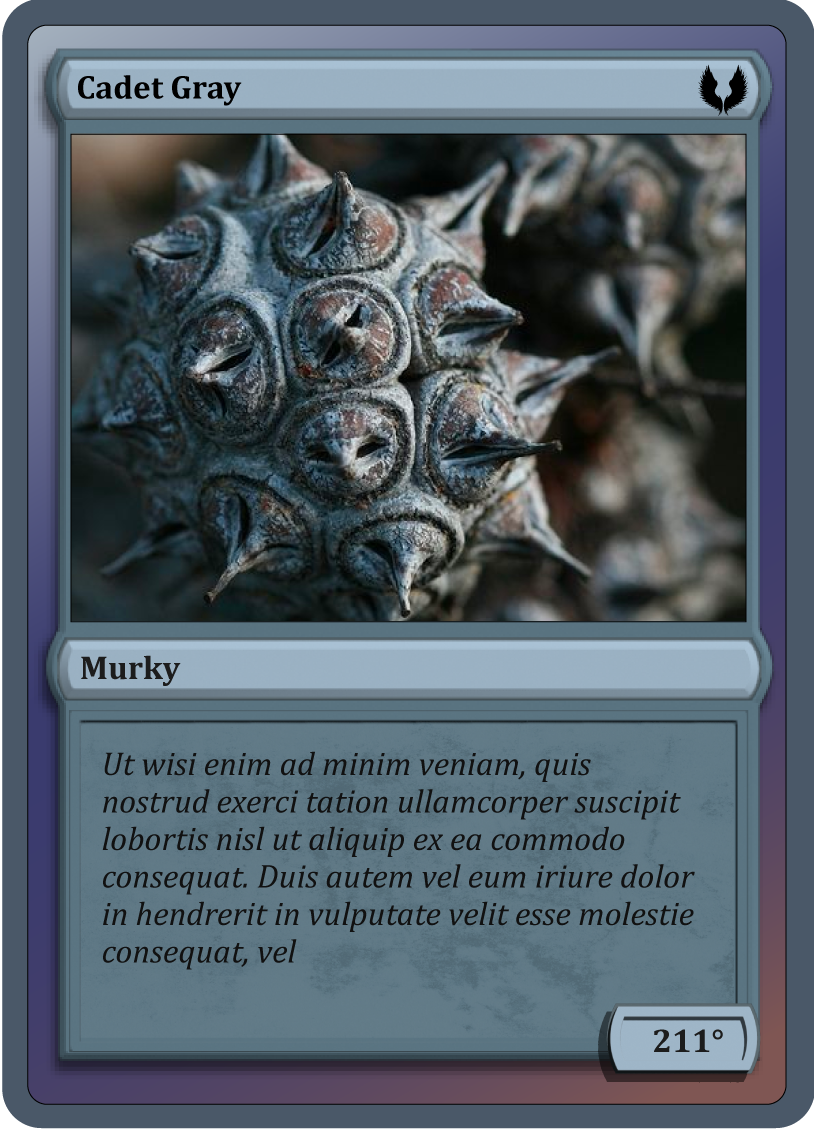 Cadet Gray
Murky
Ut wisi enim ad minim veniam, quis
nostrud exerci tation ullamcorper suscipit
lobortis nisl ut aliquip ex ea commodo
consequat. Duis autem vel eum iriure dolor
in hendrerit in vulputate velit esse molestie
consequat, vel
211°